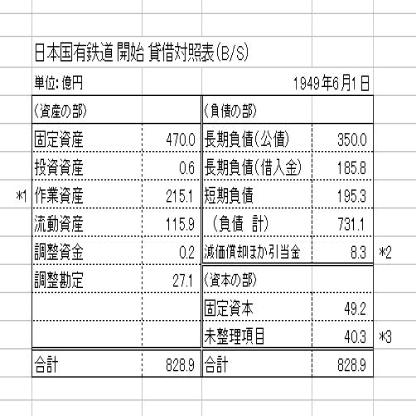 日本国有鉄道 開始 貸借対照表(B/S)
単位: 億円 1949年6月1日
(資産の部) (負債の部)
固定資産 470.0 長期負債(公債) 350.0
投資資産 0.6 長期負債(借入金) 185.8
*1 作業資産 215.1 短期負債 195.3
流動資産 115.9 (負債 計) 731.1
調整資金 0.2 減価償却ほか引当金 8.3 *2
調整勘定 27.1 (資本の部)
固定資本 49.2
未整理項目 40.3 *3
合計 828.9 合計 828.9